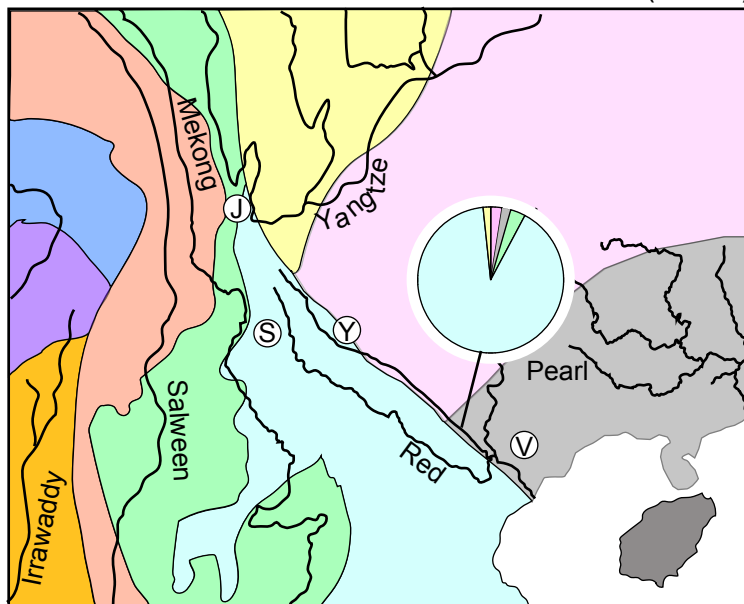 Mekong
J
Yangtze
S
Y
Pearl
Salween
Red
V
Irrawaddy